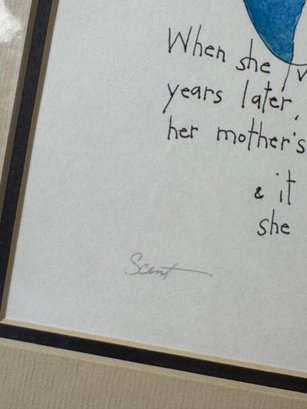 When she
years later,
her mother's
& it
she
Scent